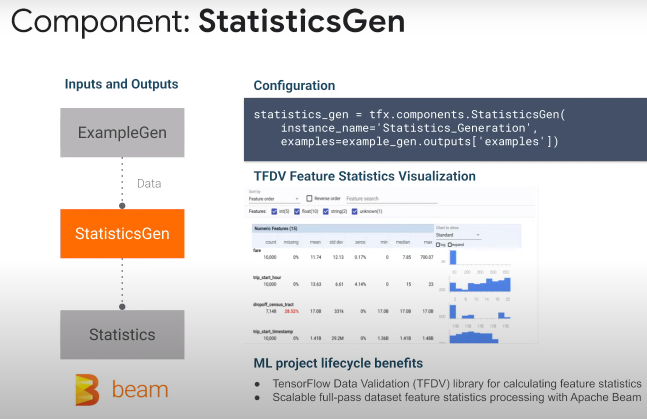 Component: StatisticsGen
Inputs and Outputs
ExampleGen
Data
StatisticsGen
Statistics
beam
Configuration
statistics_gen = tfx.components.StatisticsGen(
instance_name='Statistics_Generation',
examples=example_gen.outputs['examples'])
TFDV Feature Statistics Visualization
Sort by
Feature order
Reverse order
Feature search
Features: int(5) float(10) string(2) unknown(1)
Numeric Features (15)
Chart to show
Standard
log expand
count missing mean std dev zeros min median max
fare
10,000 0% 11.74 12.13 0.17% 0 7.85 700.07
trip_start_hour
10,000 0% 13.63 6.61 4.14% 0 15 23
dropoff_census_tract
7,148 28.52% 17.0B 331k 0% 17.0B 17.0B 17.0B
trip_start_timestamp
10,000 0% 1.41B 29.2M 0% 1.36B 1.41B 1.48B
ML project lifecycle benefits
● TensorFlow Data Validation (TFDV) library for calculating feature statistics
● Scalable full-pass dataset feature statistics processing with Apache Beam